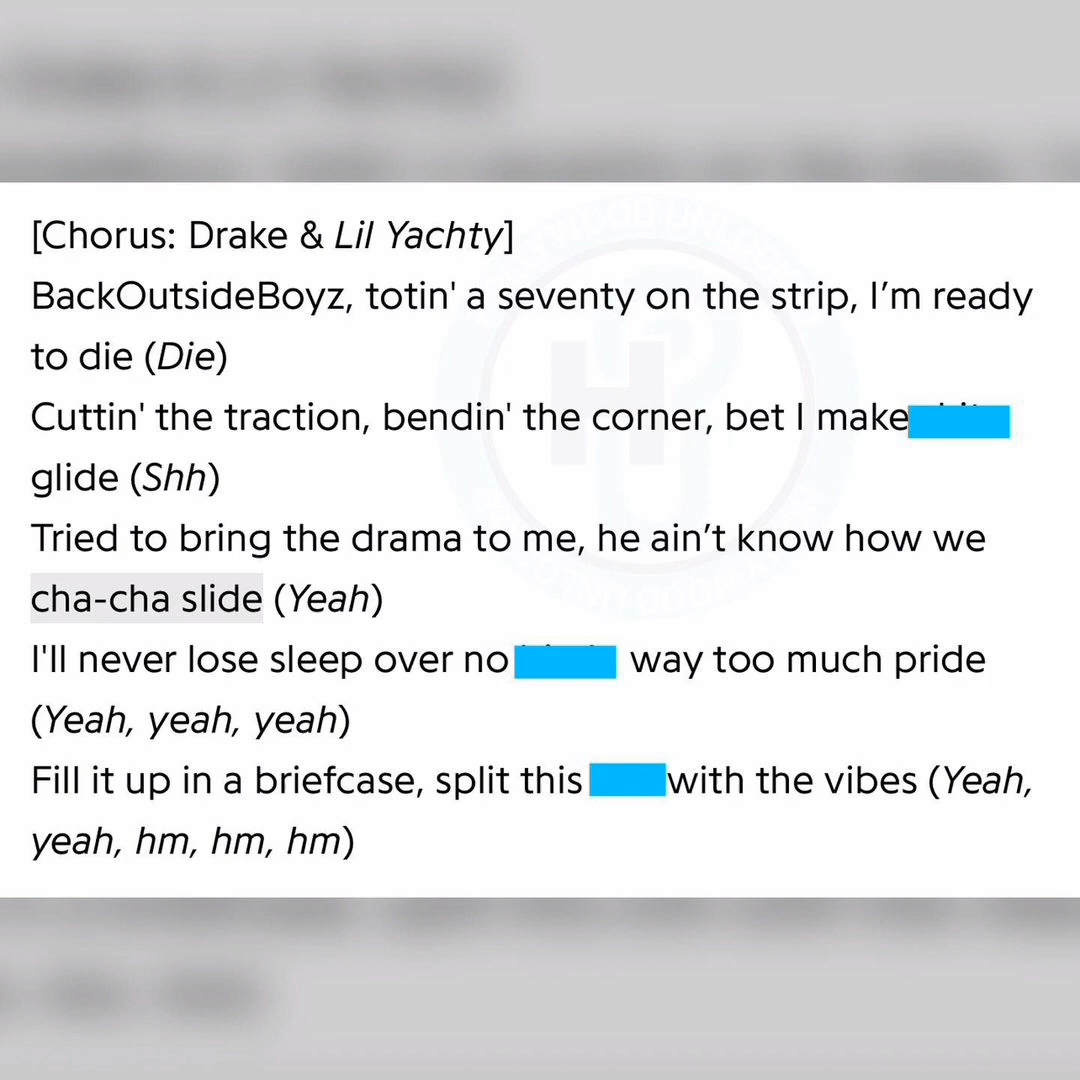 [Chorus: Drake & Lil Yachty]
BackOutsideBoyz, totin' a seventy on the strip, I’m ready
to die (Die)
Cuttin' the traction, bendin' the corner, bet I make
glide (Shh)
Tried to bring the drama to me, he ain’t know how we
cha-cha slide (Yeah)
I'll never lose sleep over no way too much pride
(Yeah, yeah, yeah)
Fill it up in a briefcase, split this with the vibes (Yeah,
yeah, hm, hm, hm)